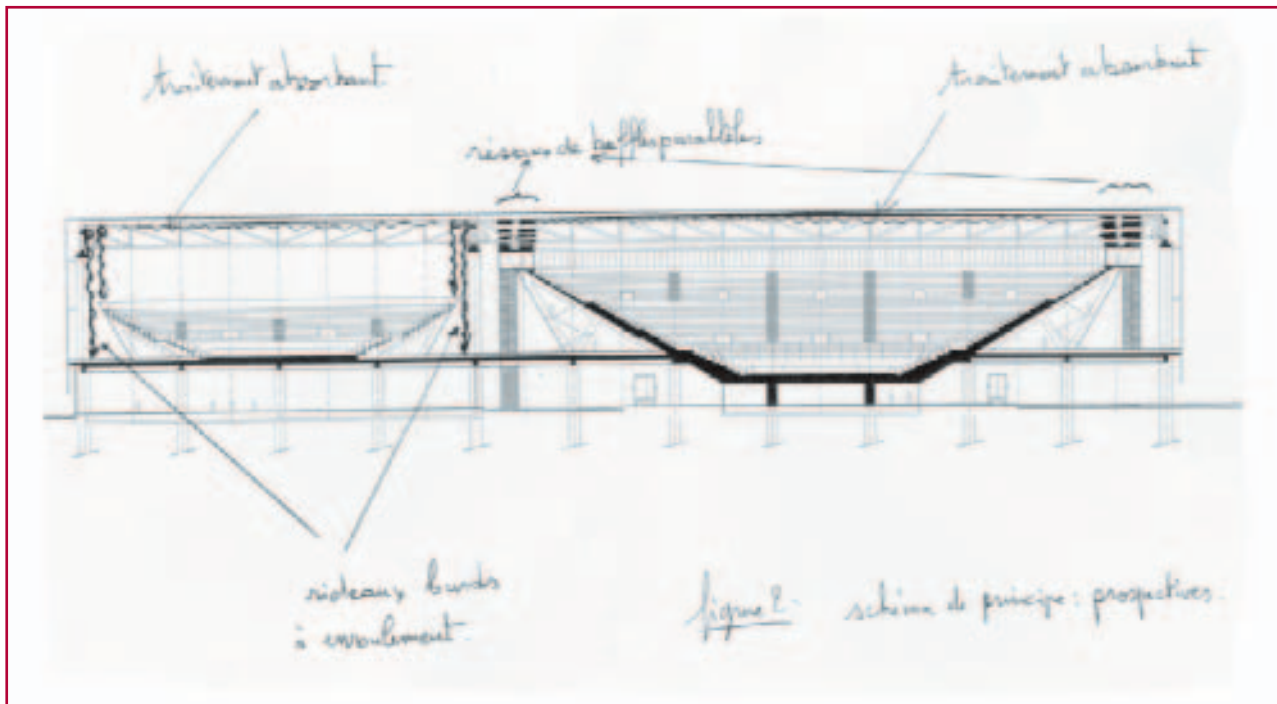 traitement absorbant
traitement absorbant
réseau de baffles parallèles
rideaux lourds
à enroulement
figure 2. schéma de principe : prospectives.